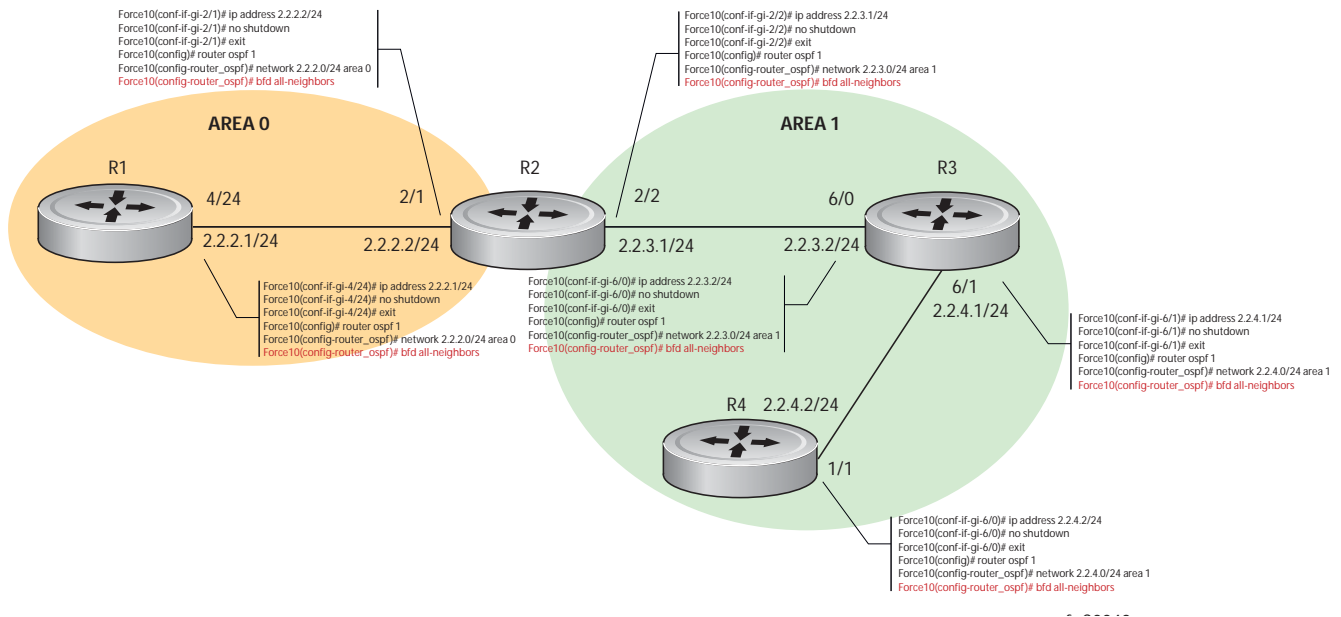 Force10(conf-if-gi-2/1)# ip address 2.2.2.2/24
Force10(conf-if-gi-2/1)# no shutdown
Force10(conf-if-gi-2/1)# exit
Force10(config)# router ospf 1
Force10(config-router_ospf)# network 2.2.2.0/24 area 0
Force10(config-router_ospf)# bfd all-neighbors
Force10(conf-if-gi-2/2)# ip address 2.2.3.1/24
Force10(conf-if-gi-2/2)# no shutdown
Force10(conf-if-gi-2/2)# exit
Force10(config)# router ospf 1
Force10(config-router_ospf)# network 2.2.3.0/24 area 1
Force10(config-router_ospf)# bfd all-neighbors
AREA 0
AREA 1
R1
R2
R3
4/24
2/1
2/2
6/0
2.2.2.1/24
2.2.2.2/24
2.2.3.1/24
2.2.3.2/24
Force10(conf-if-gi-4/24)# ip address 2.2.2.1/24
Force10(conf-if-gi-4/24)# no shutdown
Force10(conf-if-gi-4/24)# exit
Force10(config)# router ospf 1
Force10(config-router_ospf)# network 2.2.2.0/24 area 0
Force10(config-router_ospf)# bfd all-neighbors
Force10(conf-if-gi-6/0)# ip address 2.2.3.2/24
Force10(conf-if-gi-6/0)# no shutdown
Force10(conf-if-gi-6/0)# exit
Force10(config)# router ospf 1
Force10(config-router_ospf)# network 2.2.3.0/24 area 1
Force10(config-router_ospf)# bfd all-neighbors
6/1
2.2.4.1/24
Force10(conf-if-gi-6/1)# ip address 2.2.4.1/24
Force10(conf-if-gi-6/1)# no shutdown
Force10(conf-if-gi-6/1)# exit
Force10(config)# router ospf 1
Force10(config-router_ospf)# network 2.2.4.0/24 area 1
Force10(config-router_ospf)# bfd all-neighbors
R4
2.2.4.2/24
1/1
Force10(conf-if-gi-6/0)# ip address 2.2.4.2/24
Force10(conf-if-gi-6/0)# no shutdown
Force10(conf-if-gi-6/0)# exit
Force10(config)# router ospf 1
Force10(config-router_ospf)# network 2.2.4.0/24 area 1
Force10(config-router_ospf)# bfd all-neighbors